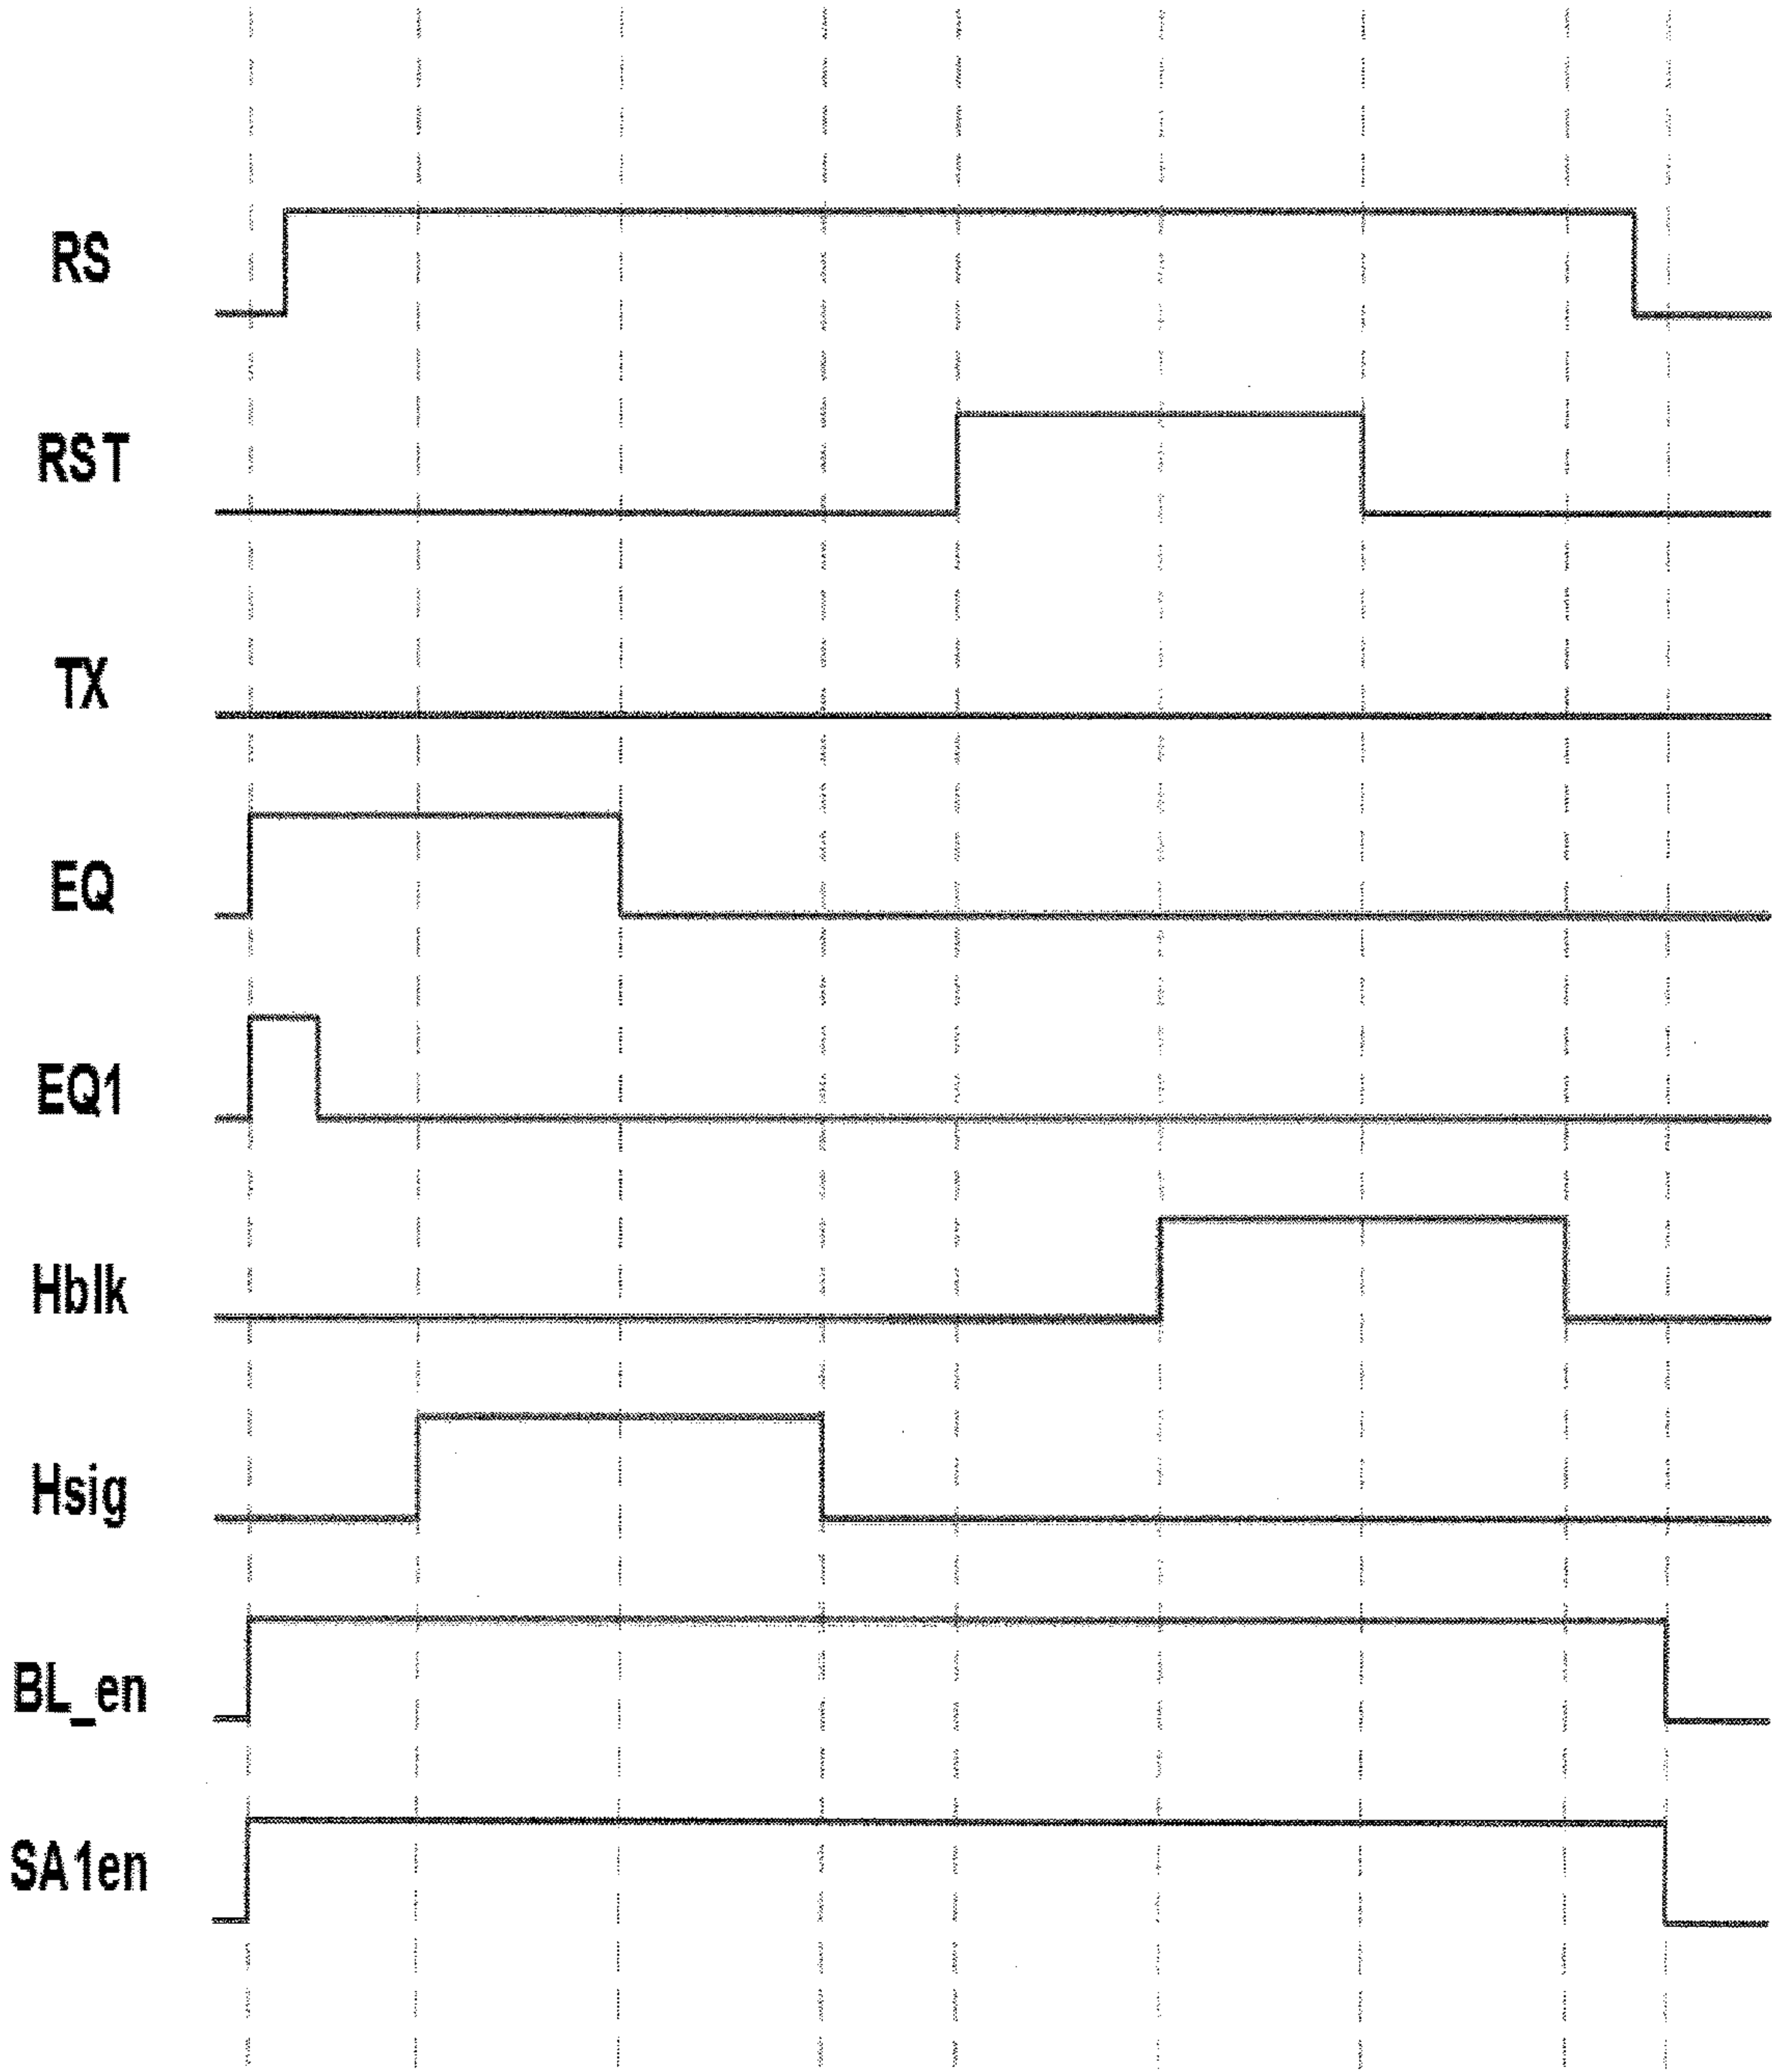 RS
RST
TX
EQ
EQ1
Hblk
Hsig
BL_en
SA1en